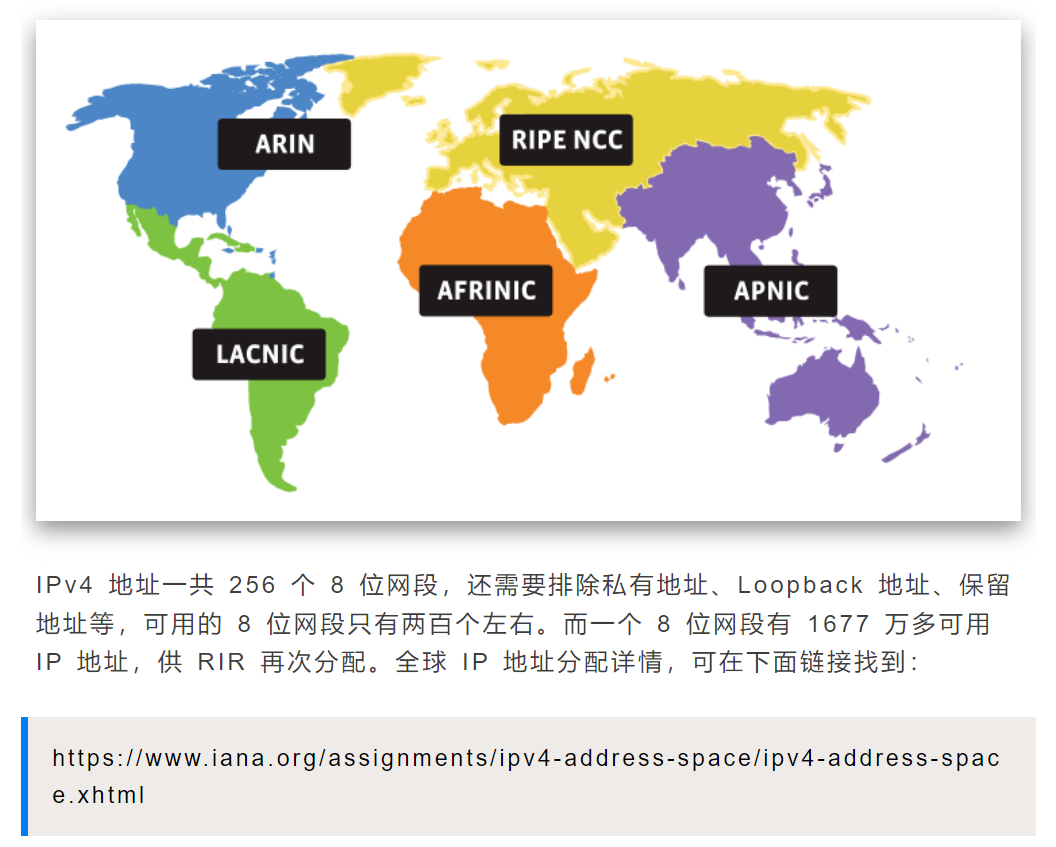 ARIN
RIPE NCC
AFRINIC
APNIC
LACNIC
IPv4 地址一共 256 个 8 位网段，还需要排除私有地址、Loopback 地址、保留
地址等，可用的 8 位网段只有两百个左右。而一个 8 位网段有 1677 万多可用
IP 地址，供 RIR 再次分配。全球 IP 地址分配详情，可在下面链接找到：
https://www.iana.org/assignments/ipv4-address-space/ipv4-address-spac
e.xhtml